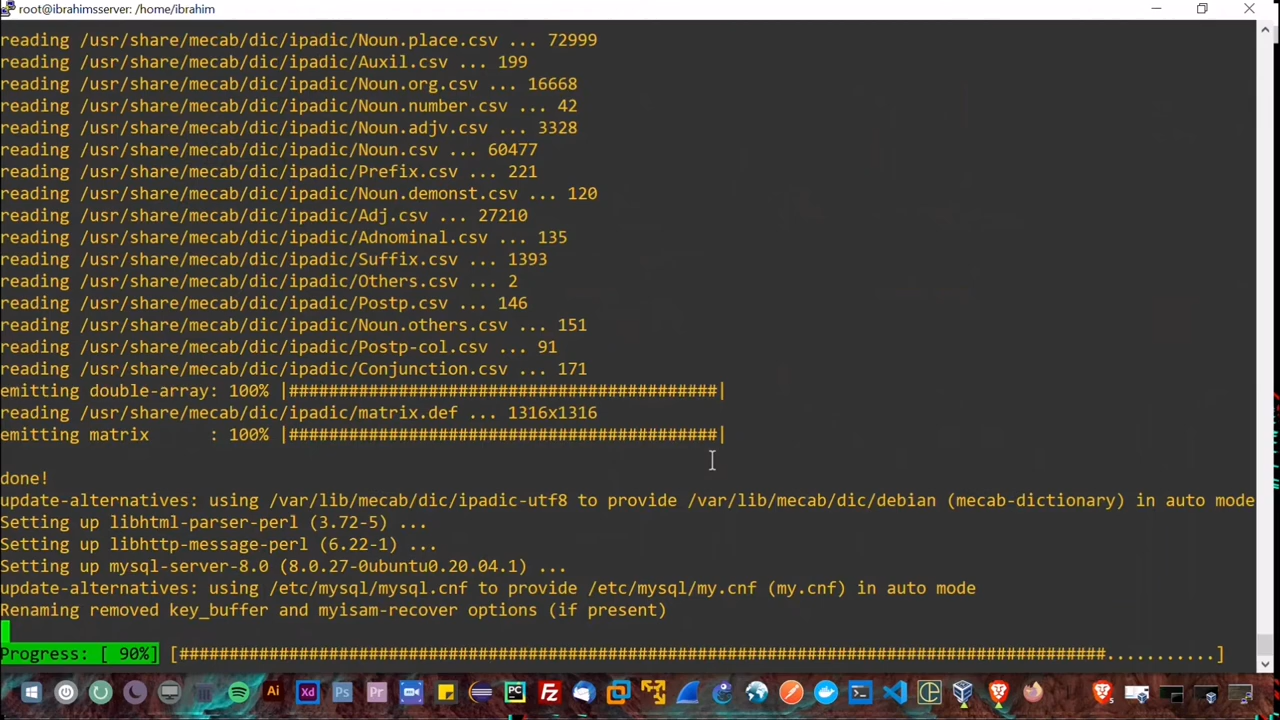 root@ibrahimsserver: /home/ibrahim
reading /usr/share/mecab/dic/ipadic/Noun.place.csv ... 72999
reading /usr/share/mecab/dic/ipadic/Auxil.csv ... 199
reading /usr/share/mecab/dic/ipadic/Noun.org.csv ... 16668
reading /usr/share/mecab/dic/ipadic/Noun.number.csv ... 42
reading /usr/share/mecab/dic/ipadic/Noun.adjv.csv ... 3328
reading /usr/share/mecab/dic/ipadic/Noun.csv ... 60477
reading /usr/share/mecab/dic/ipadic/Prefix.csv ... 221
reading /usr/share/mecab/dic/ipadic/Noun.demonst.csv ... 120
reading /usr/share/mecab/dic/ipadic/Adj.csv ... 27210
reading /usr/share/mecab/dic/ipadic/Adnominal.csv ... 135
reading /usr/share/mecab/dic/ipadic/Suffix.csv ... 1393
reading /usr/share/mecab/dic/ipadic/Others.csv ... 2
reading /usr/share/mecab/dic/ipadic/Postp.csv ... 146
reading /usr/share/mecab/dic/ipadic/Noun.others.csv ... 151
reading /usr/share/mecab/dic/ipadic/Postp-col.csv ... 91
reading /usr/share/mecab/dic/ipadic/Conjunction.csv ... 171
emitting double-array: 100% |###########################################|
reading /usr/share/mecab/dic/ipadic/matrix.def ... 1316x1316
emitting matrix      : 100% |###########################################|
done!
update-alternatives: using /var/lib/mecab/dic/ipadic-utf8 to provide /var/lib/mecab/dic/debian (mecab-dictionary) in auto mode
Setting up libhtml-parser-perl (3.72-5) ...
Setting up libhttp-message-perl (6.22-1) ...
Setting up mysql-server-8.0 (8.0.27-0ubuntu0.20.04.1) ...
update-alternatives: using /etc/mysql/mysql.cnf to provide /etc/mysql/my.cnf (my.cnf) in auto mode
Renaming removed key_buffer and myisam-recover options (if present)
Progress: [ 90%] [#############################################################################################...........]
Ai Xd Ps Pr PC FZ